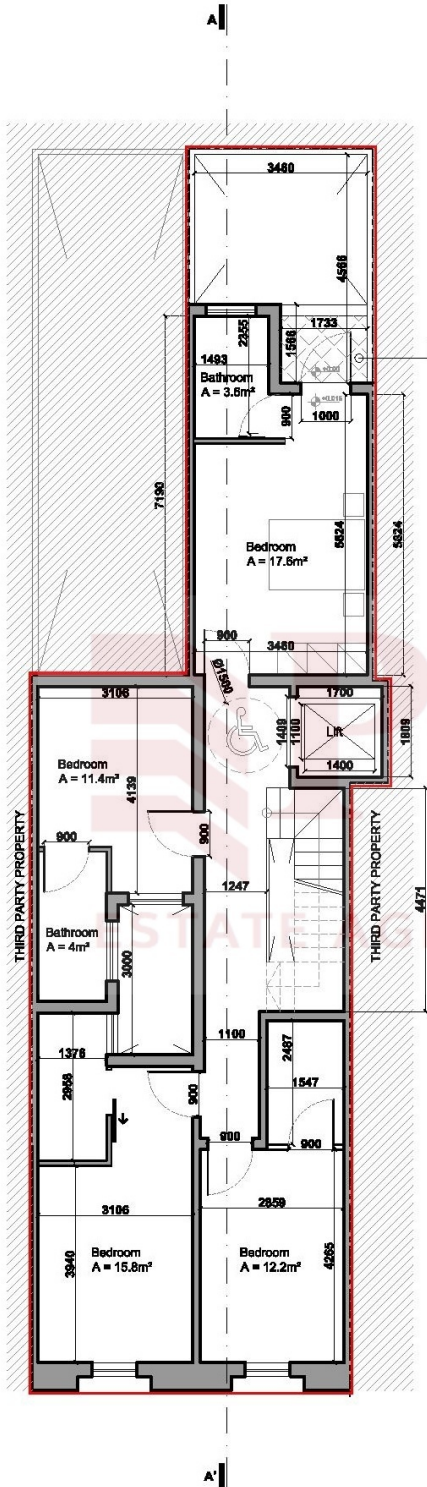 A
3460
4566
1733
1566
2355
1493
Bathroom
A = 3.6m²
900
1000
7190
5824
5824
Bedroom
A = 17.6m²
3460
900
Ø1500
3106
1700
1409
1100
Lift
1400
1809
Bedroom
A = 11.4m²
4139
900
900
THIRD PARTY PROPERTY
THIRD PARTY PROPERTY
4471
1247
Bathroom
A = 4m²
3000
ESTATE AG
1100
2487
1376
2958
1547
900
900
900
3106
2859
3940
4265
Bedroom
A = 15.8m²
Bedroom
A = 12.2m²
A'